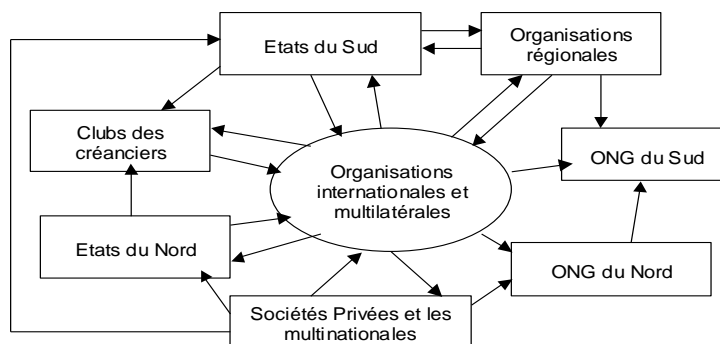 Etats du Sud
Organisations
régionales
Clubs des
créanciers
Organisations
internationales et
multilatérales
ONG du Sud
Etats du Nord
ONG du Nord
Sociétés Privées et les
multinationales